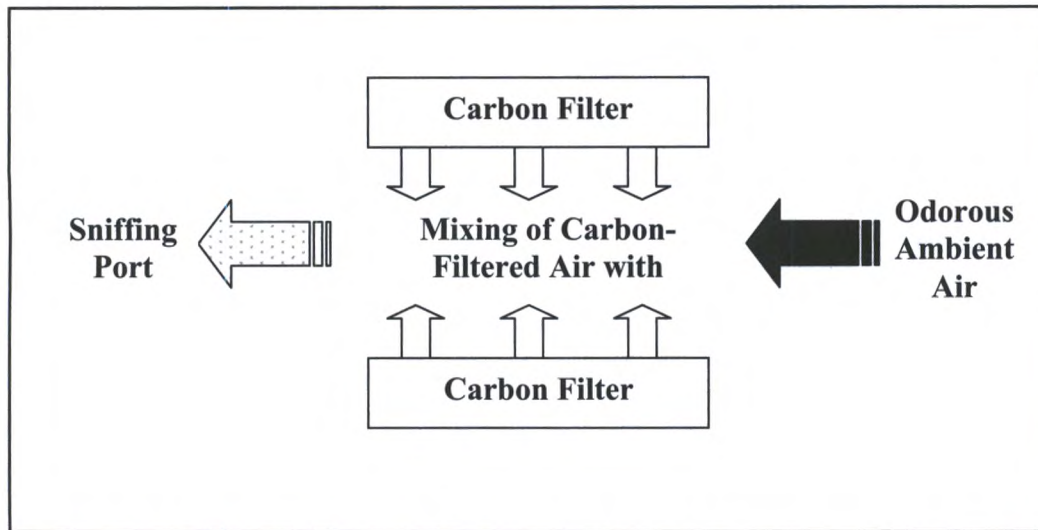 Carbon Filter
Sniffing
Port
Mixing of Carbon-
Filtered Air with
Odorous
Ambient
Air
Carbon Filter